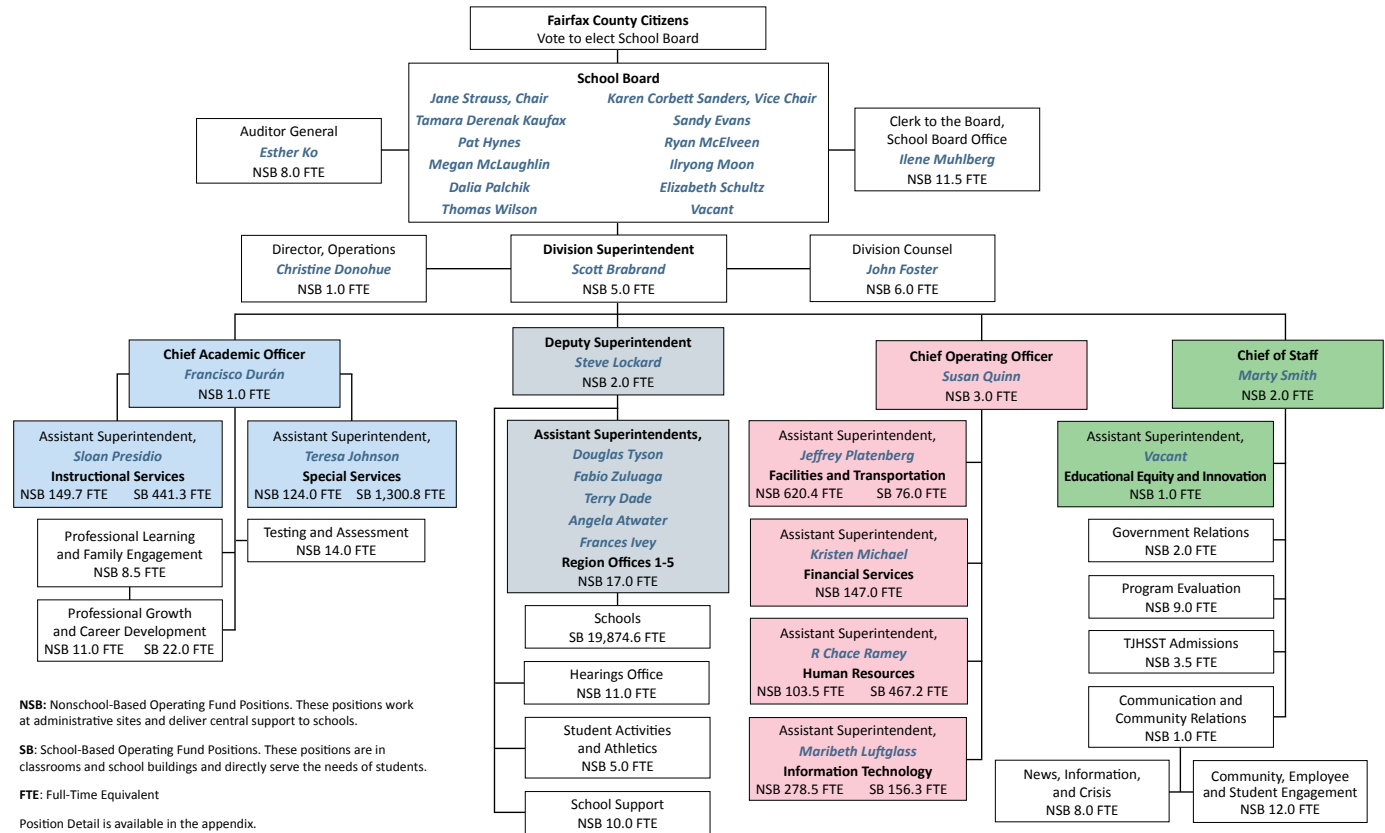 Fairfax County Citizens
Vote to elect School Board
School Board
Jane Strauss, Chair
Karen Corbett Sanders, Vice Chair
Tamara Derenak Kaufax
Sandy Evans
Pat Hynes
Ryan McElveen
Megan McLaughlin
Ilryong Moon
Dalia Palchik
Elizabeth Schultz
Thomas Wilson
Vacant
Auditor General
Esther Ko
NSB 8.0 FTE
Clerk to the Board,
School Board Office
Ilene Muhlberg
NSB 11.5 FTE
Director, Operations
Christine Donohue
NSB 1.0 FTE
Division Superintendent
Scott Brabrand
NSB 5.0 FTE
Division Counsel
John Foster
NSB 6.0 FTE
Chief Academic Officer
Francisco Durán
NSB 1.0 FTE
Assistant Superintendent,
Sloan Presidio
Instructional Services
NSB 149.7 FTE SB 441.3 FTE
Assistant Superintendent,
Teresa Johnson
Special Services
NSB 124.0 FTE SB 1,300.8 FTE
Professional Learning
and Family Engagement
NSB 8.5 FTE
Testing and Assessment
NSB 14.0 FTE
Professional Growth
and Career Development
NSB 11.0 FTE SB 22.0 FTE
Deputy Superintendent
Steve Lockard
NSB 2.0 FTE
Assistant Superintendents,
Douglas Tyson
Fabio Zuluaga
Terry Dade
Angela Atwater
Frances Ivey
Region Offices 1-5
NSB 17.0 FTE
Schools
SB 19,874.6 FTE
Hearings Office
NSB 11.0 FTE
Student Activities
and Athletics
NSB 5.0 FTE
School Support
NSB 10.0 FTE
Chief Operating Officer
Susan Quinn
NSB 3.0 FTE
Assistant Superintendent,
Jeffrey Platenberg
Facilities and Transportation
NSB 620.4 FTE SB 76.0 FTE
Assistant Superintendent,
Kristen Michael
Financial Services
NSB 147.0 FTE
Assistant Superintendent,
R Chace Ramey
Human Resources
NSB 103.5 FTE SB 467.2 FTE
Assistant Superintendent,
Maribeth Luftglass
Information Technology
NSB 278.5 FTE SB 156.3 FTE
Chief of Staff
Marty Smith
NSB 2.0 FTE
Assistant Superintendent,
Vacant
Educational Equity and Innovation
NSB 1.0 FTE
Government Relations
NSB 2.0 FTE
Program Evaluation
NSB 9.0 FTE
TJHSST Admissions
NSB 3.5 FTE
Communication and
Community Relations
NSB 1.0 FTE
News, Information,
and Crisis
NSB 8.0 FTE
Community, Employee
and Student Engagement
NSB 12.0 FTE
NSB: Nonschool-Based Operating Fund Positions. These positions work
at administrative sites and deliver central support to schools.
SB: School-Based Operating Fund Positions. These positions are in
classrooms and school buildings and directly serve the needs of students.
FTE: Full-Time Equivalent
Position Detail is available in the appendix.